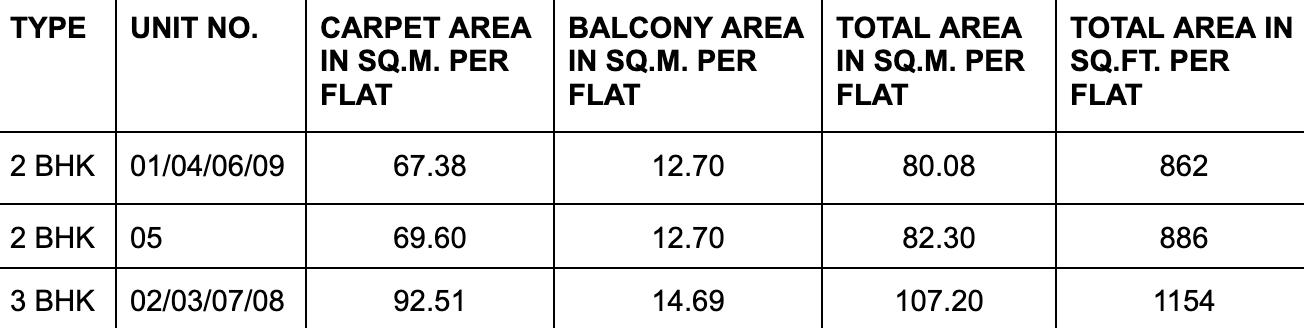 TYPE UNIT NO. CARPET AREA IN SQ.M. PER FLAT BALCONY AREA IN SQ.M. PER FLAT TOTAL AREA IN SQ.M. PER FLAT TOTAL AREA IN SQ.FT. PER FLAT
2 BHK 01/04/06/09 67.38 12.70 80.08 862
2 BHK 05 69.60 12.70 82.30 886
3 BHK 02/03/07/08 92.51 14.69 107.20 1154